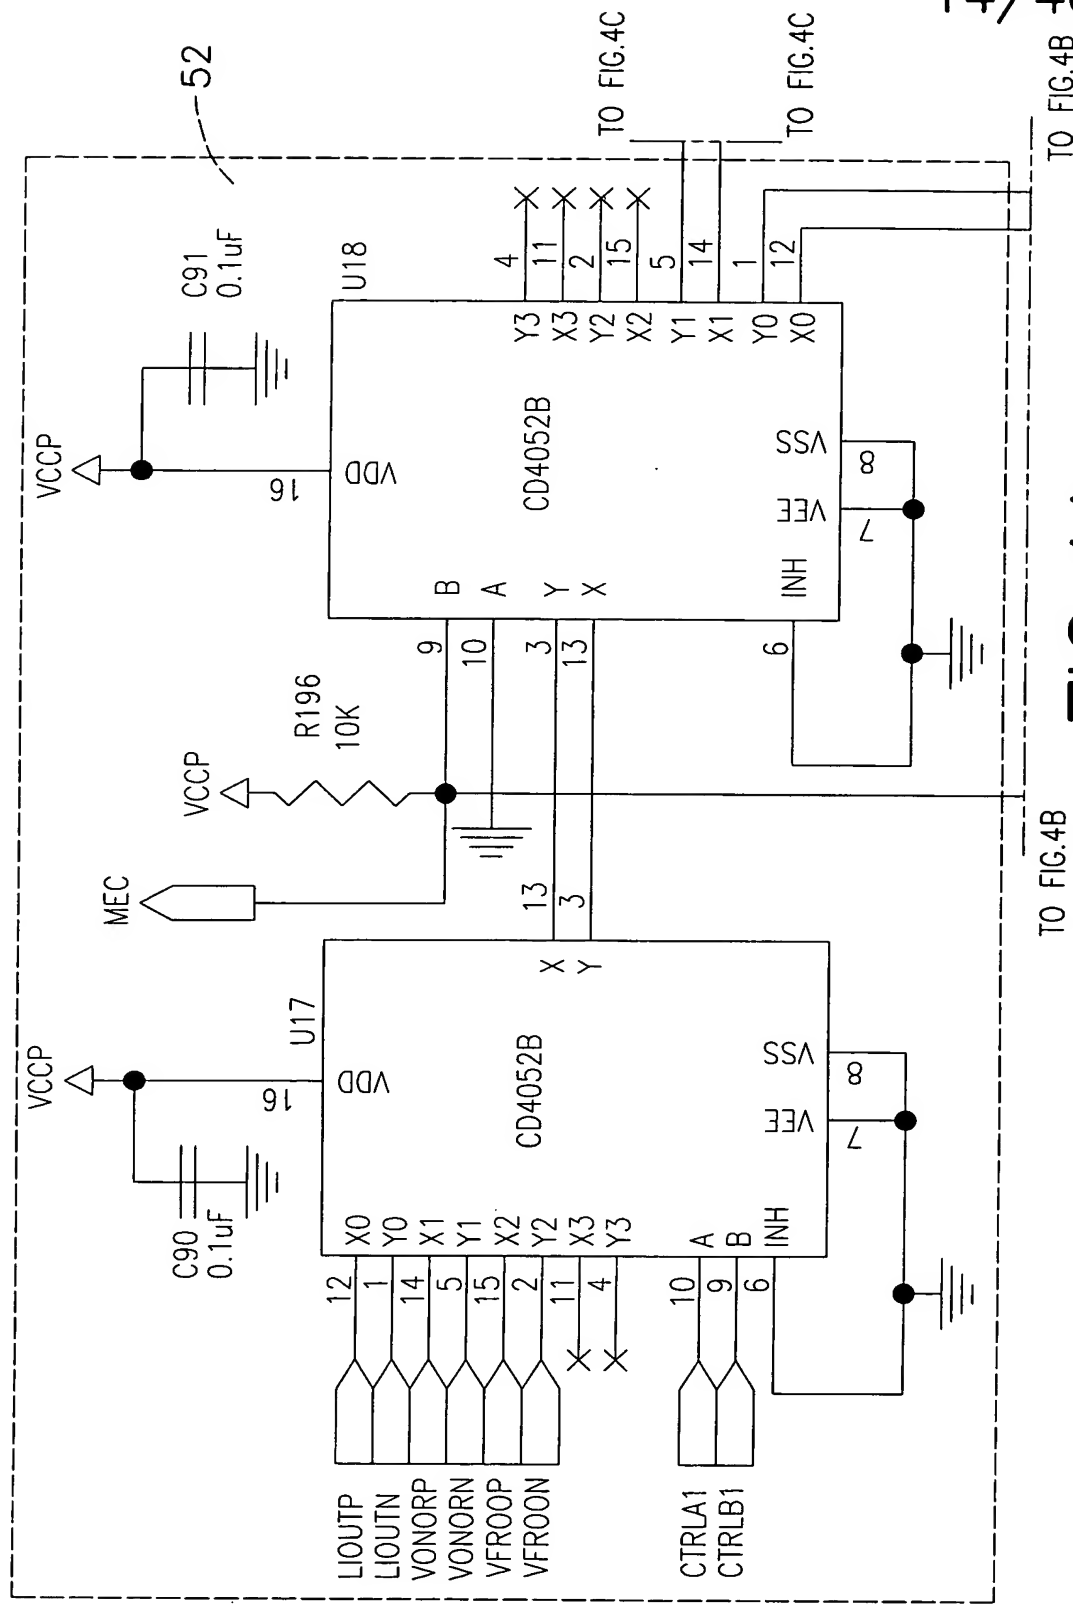 52
VCCP
C91
0.1uF
U18
VDD
16
CD4052B
Y3
X3
Y2
X2
Y1
X1
Y0
X0
4
11
2
15
5
14
1
12
TO FIG.4C
TO FIG.4C
TO FIG.4B
B
A
Y
X
INH
9
10
3
13
6
VEE
VSS
7
8
VCCP
R196
10K
MEC
TO FIG.4B
VCCP
C90
0.1uF
U17
VDD
16
CD4052B
X
Y
13
3
X0
Y0
X1
Y1
X2
Y2
X3
Y3
12
1
14
5
15
2
11
4
A
B
INH
10
9
6
VEE
VSS
7
8
LIOUTP
LIOUTN
VONORP
VONORN
VFROOP
VFROON
CTRLA1
CTRLB1